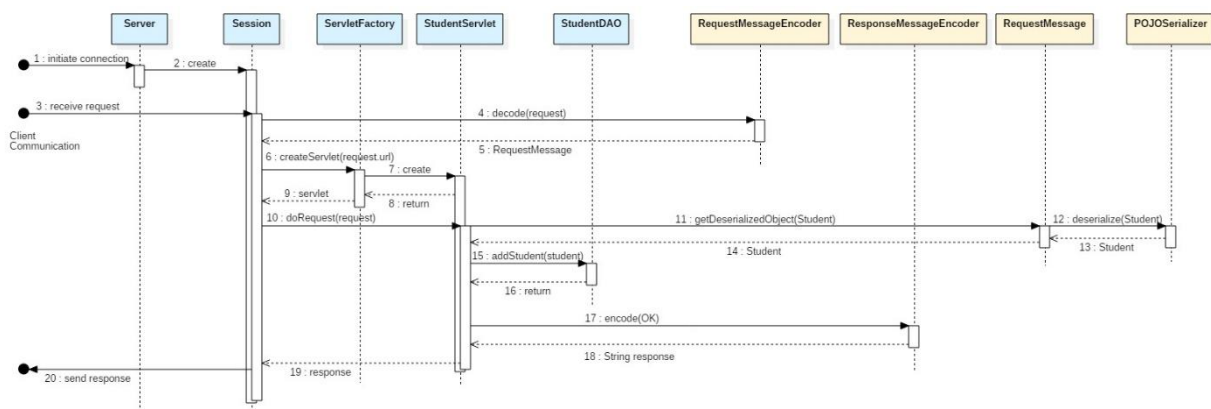 Server
Session
ServletFactory
StudentServlet
StudentDAO
RequestMessageEncoder
ResponseMessageEncoder
RequestMessage
POJOSerializer
1 : initiate connection
2 : create
3 : receive request
4 : decode(request)
Client
Communication
5 : RequestMessage
6 : createServlet(request.url)
7 : create
8 : return
9 : servlet
10 : doRequest(request)
11 : getDeserializedObject(Student)
12 : deserialize(Student)
13 : Student
14 : Student
15 : addStudent(student)
16 : return
17 : encode(OK)
18 : String response
19 : response
20 : send response